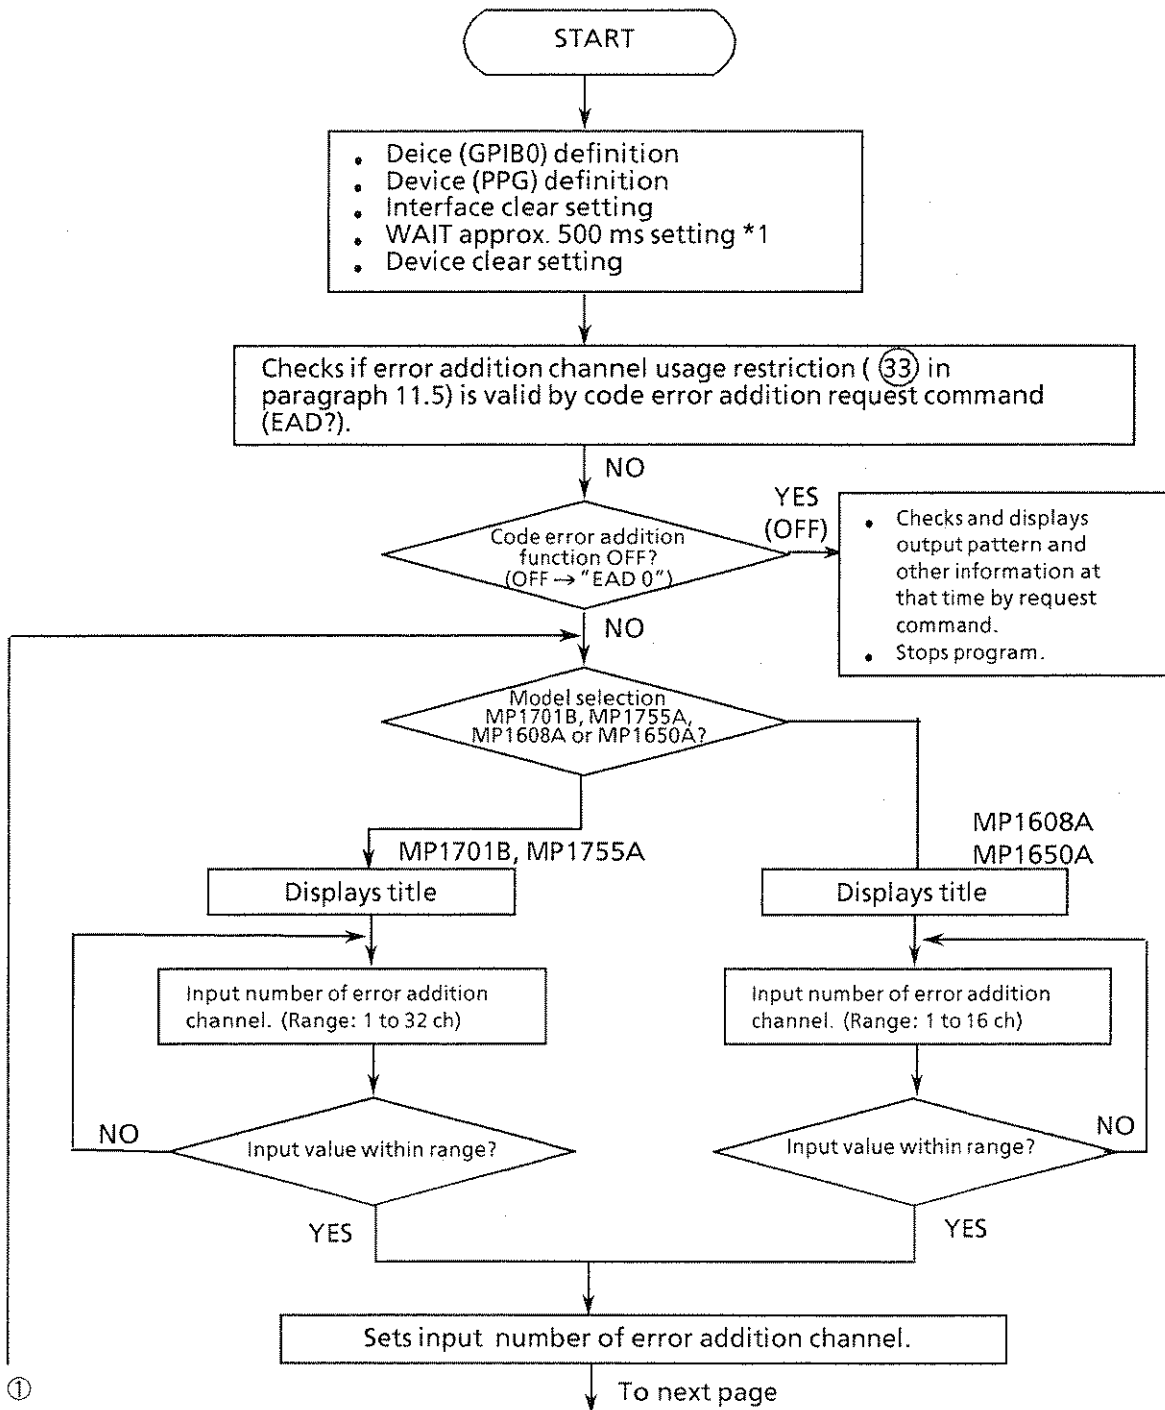 START
• Deice (GPIB0) definition
• Device (PPG) definition
• Interface clear setting
• WAIT approx. 500 ms setting *1
• Device clear setting
Checks if error addition channel usage restriction ( ㉝ in
paragraph 11.5) is valid by code error addition request command
(EAD?).
NO
Code error addition
function OFF?
(OFF → "EAD 0")
YES
(OFF)
• Checks and displays
output pattern and
other information at
that time by request
command.
• Stops program.
NO
Model selection
MP1701B, MP1755A,
MP1608A or MP1650A?
MP1701B, MP1755A
MP1608A
MP1650A
Displays title
Displays title
Input number of error addition
channel. (Range: 1 to 32 ch)
Input number of error addition
channel. (Range: 1 to 16 ch)
NO
Input value within range?
Input value within range?
NO
YES
YES
Sets input number of error addition channel.
①
To next page